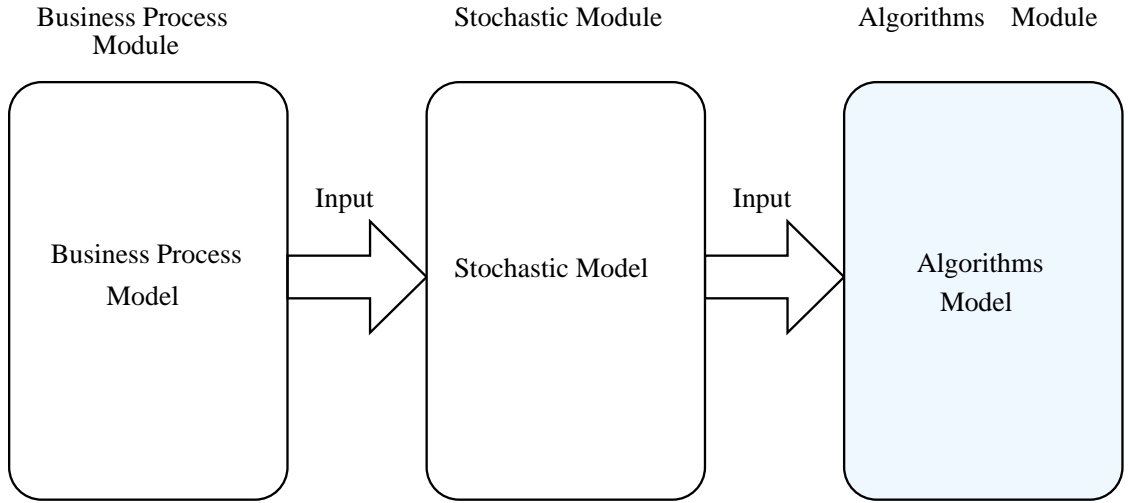 Business Process
Module
Stochastic Module
Algorithms Module
Input
Input
Business Process
Model
Stochastic Model
Algorithms
Model